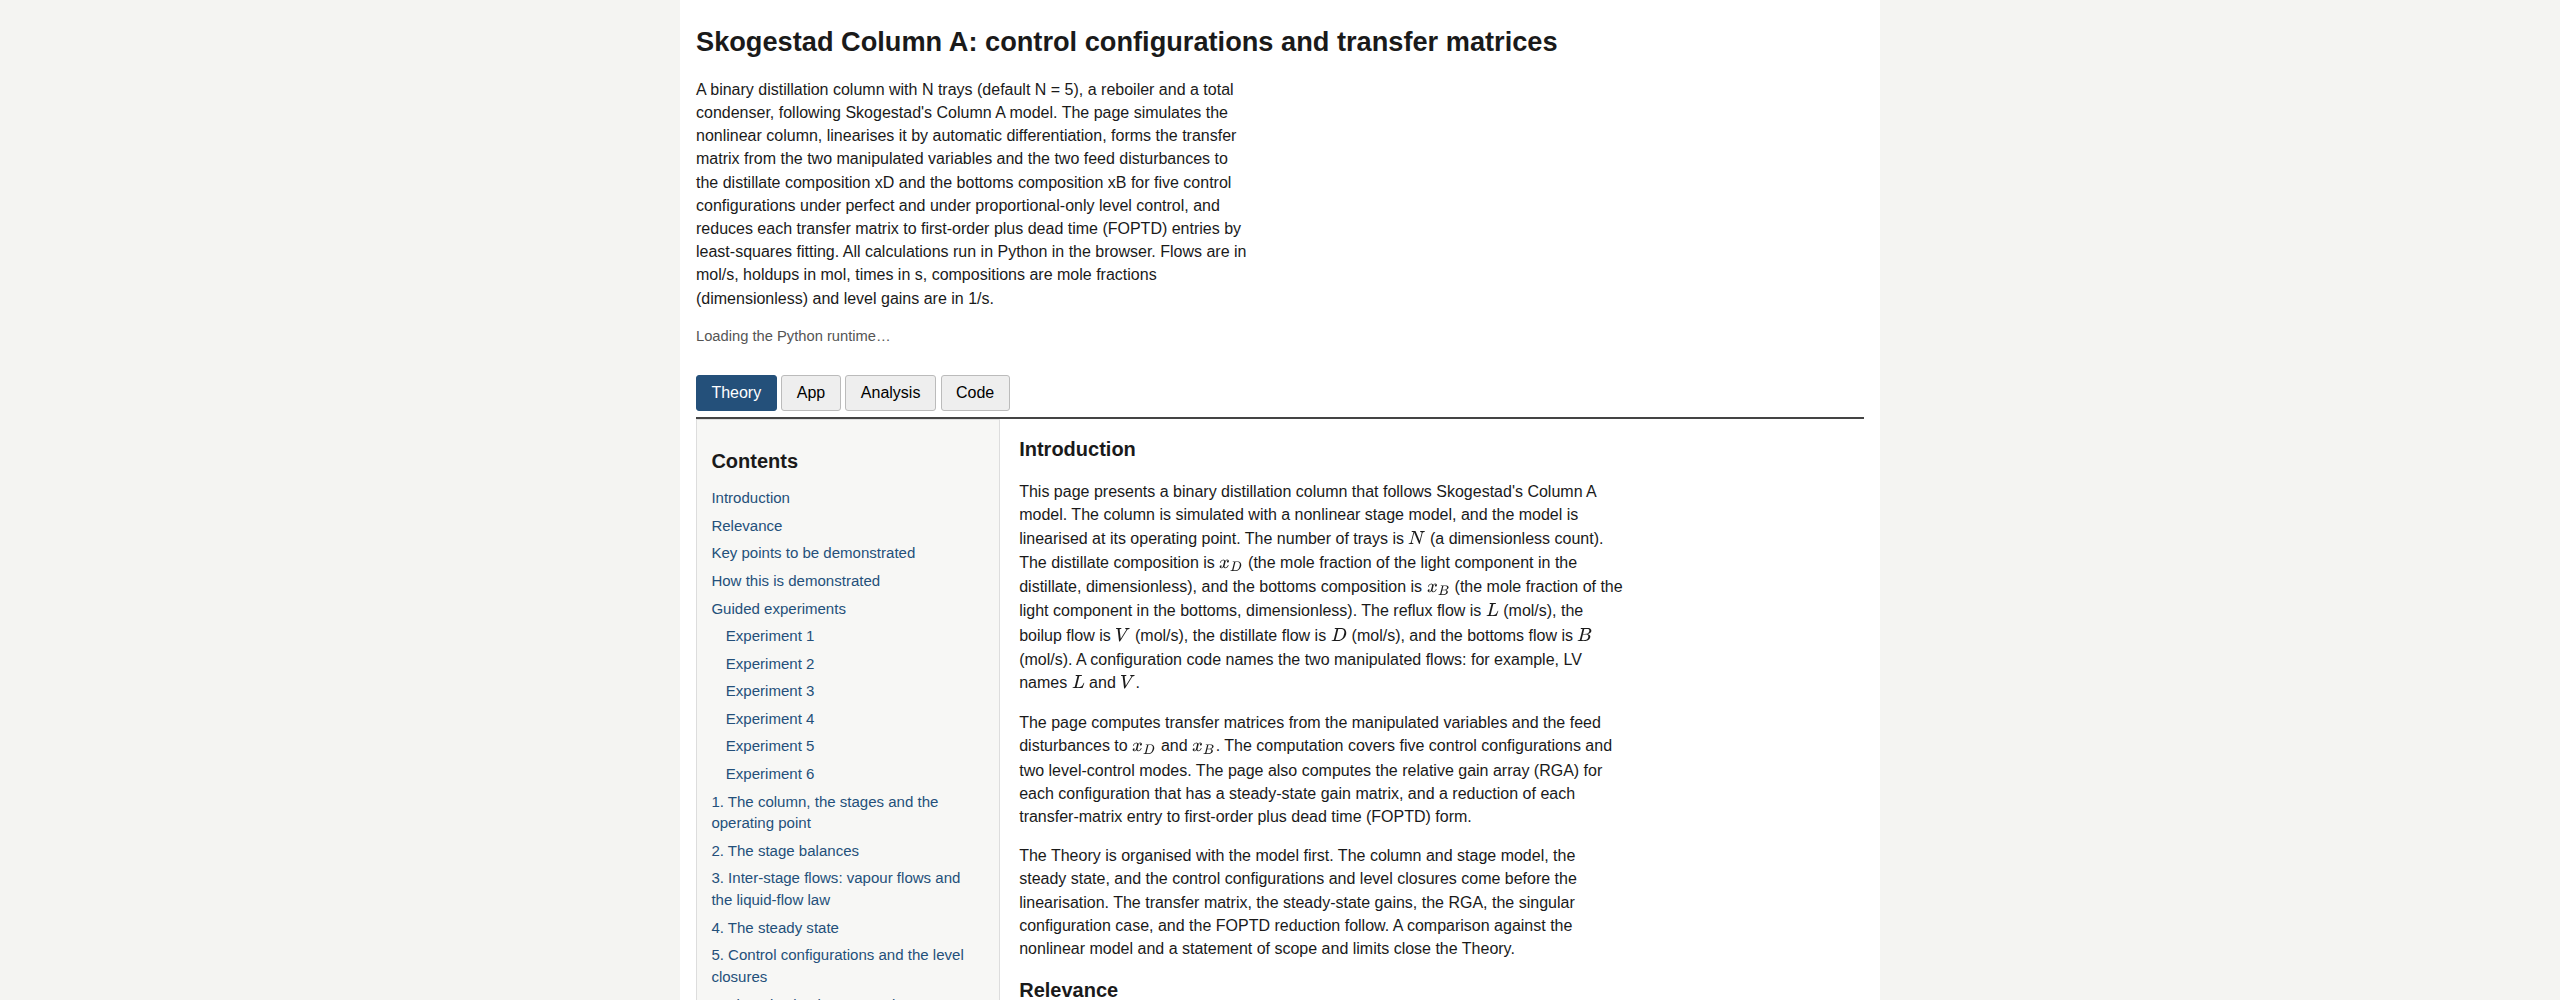 Skogestad Column A: control configurations and transfer matrices
A binary distillation column with N trays (default N = 5), a reboiler and a total
condenser, following Skogestad's Column A model. The page simulates the
nonlinear column, linearises it by automatic differentiation, forms the transfer
matrix from the two manipulated variables and the two feed disturbances to
the distillate composition xD and the bottoms composition xB for five control
configurations under perfect and under proportional-only level control, and
reduces each transfer matrix to first-order plus dead time (FOPTD) entries by
least-squares fitting. All calculations run in Python in the browser. Flows are in
mol/s, holdups in mol, times in s, compositions are mole fractions
(dimensionless) and level gains are in 1/s.
Loading the Python runtime…
Theory App Analysis Code
Contents
Introduction
Relevance
Key points to be demonstrated
How this is demonstrated
Guided experiments
Experiment 1
Experiment 2
Experiment 3
Experiment 4
Experiment 5
Experiment 6
1. The column, the stages and the
operating point
2. The stage balances
3. Inter-stage flows: vapour flows and
the liquid-flow law
4. The steady state
5. Control configurations and the level
closures
Introduction
This page presents a binary distillation column that follows Skogestad's Column A
model. The column is simulated with a nonlinear stage model, and the model is
linearised at its operating point. The number of trays is N (a dimensionless count).
The distillate composition is x_D (the mole fraction of the light component in the
distillate, dimensionless), and the bottoms composition is x_B (the mole fraction of the
light component in the bottoms, dimensionless). The reflux flow is L (mol/s), the
boilup flow is V (mol/s), the distillate flow is D (mol/s), and the bottoms flow is B
(mol/s). A configuration code names the two manipulated flows: for example, LV
names L and V.
The page computes transfer matrices from the manipulated variables and the feed
disturbances to x_D and x_B. The computation covers five control configurations and
two level-control modes. The page also computes the relative gain array (RGA) for
each configuration that has a steady-state gain matrix, and a reduction of each
transfer-matrix entry to first-order plus dead time (FOPTD) form.
The Theory is organised with the model first. The column and stage model, the
steady state, and the control configurations and level closures come before the
linearisation. The transfer matrix, the steady-state gains, the RGA, the singular
configuration case, and the FOPTD reduction follow. A comparison against the
nonlinear model and a statement of scope and limits close the Theory.
Relevance